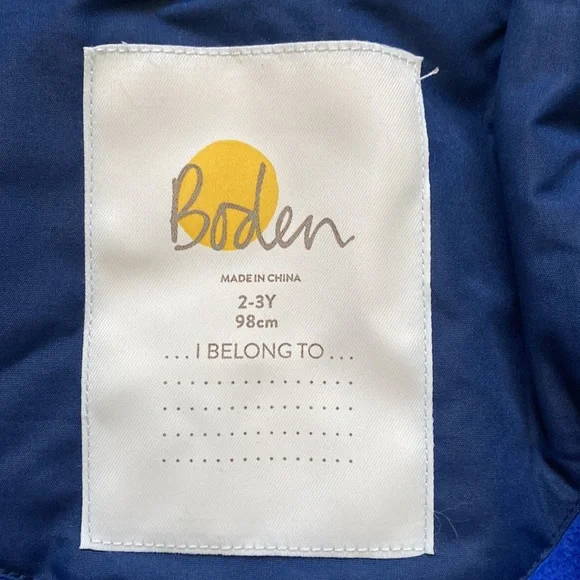 Boden
MADE IN CHINA
2-3Y
98cm
...I BELONG TO...